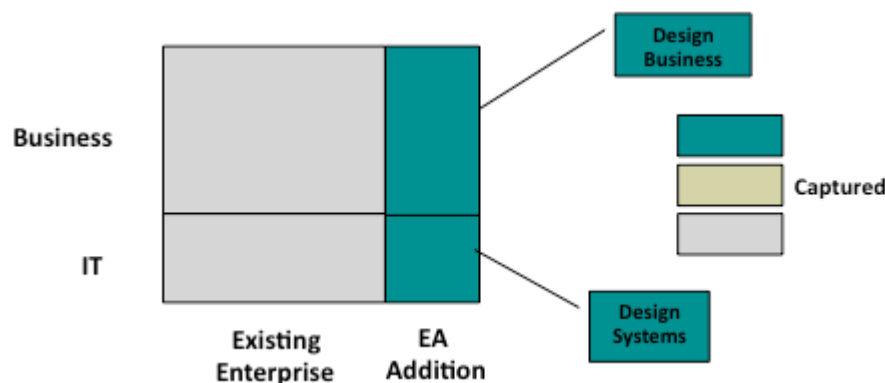 Design
Business
Business
Captured
IT
Design
Systems
Existing
Enterprise
EA
Addition